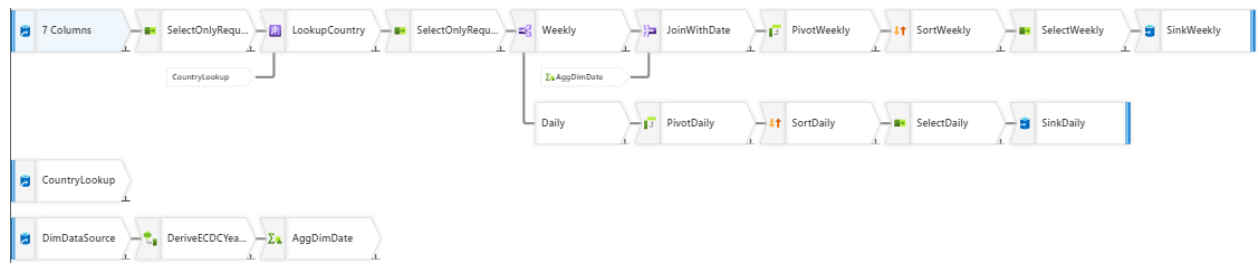 7 Columns
SelectOnlyRequ...
LookupCountry
SelectOnlyRequ...
Weekly
JoinWithDate
PivotWeekly
SortWeekly
SelectWeekly
SinkWeekly
CountryLookup
AggDimDate
Daily
PivotDaily
SortDaily
SelectDaily
SinkDaily
CountryLookup
DimDataSource
DeriveECDCYea...
AggDimDate